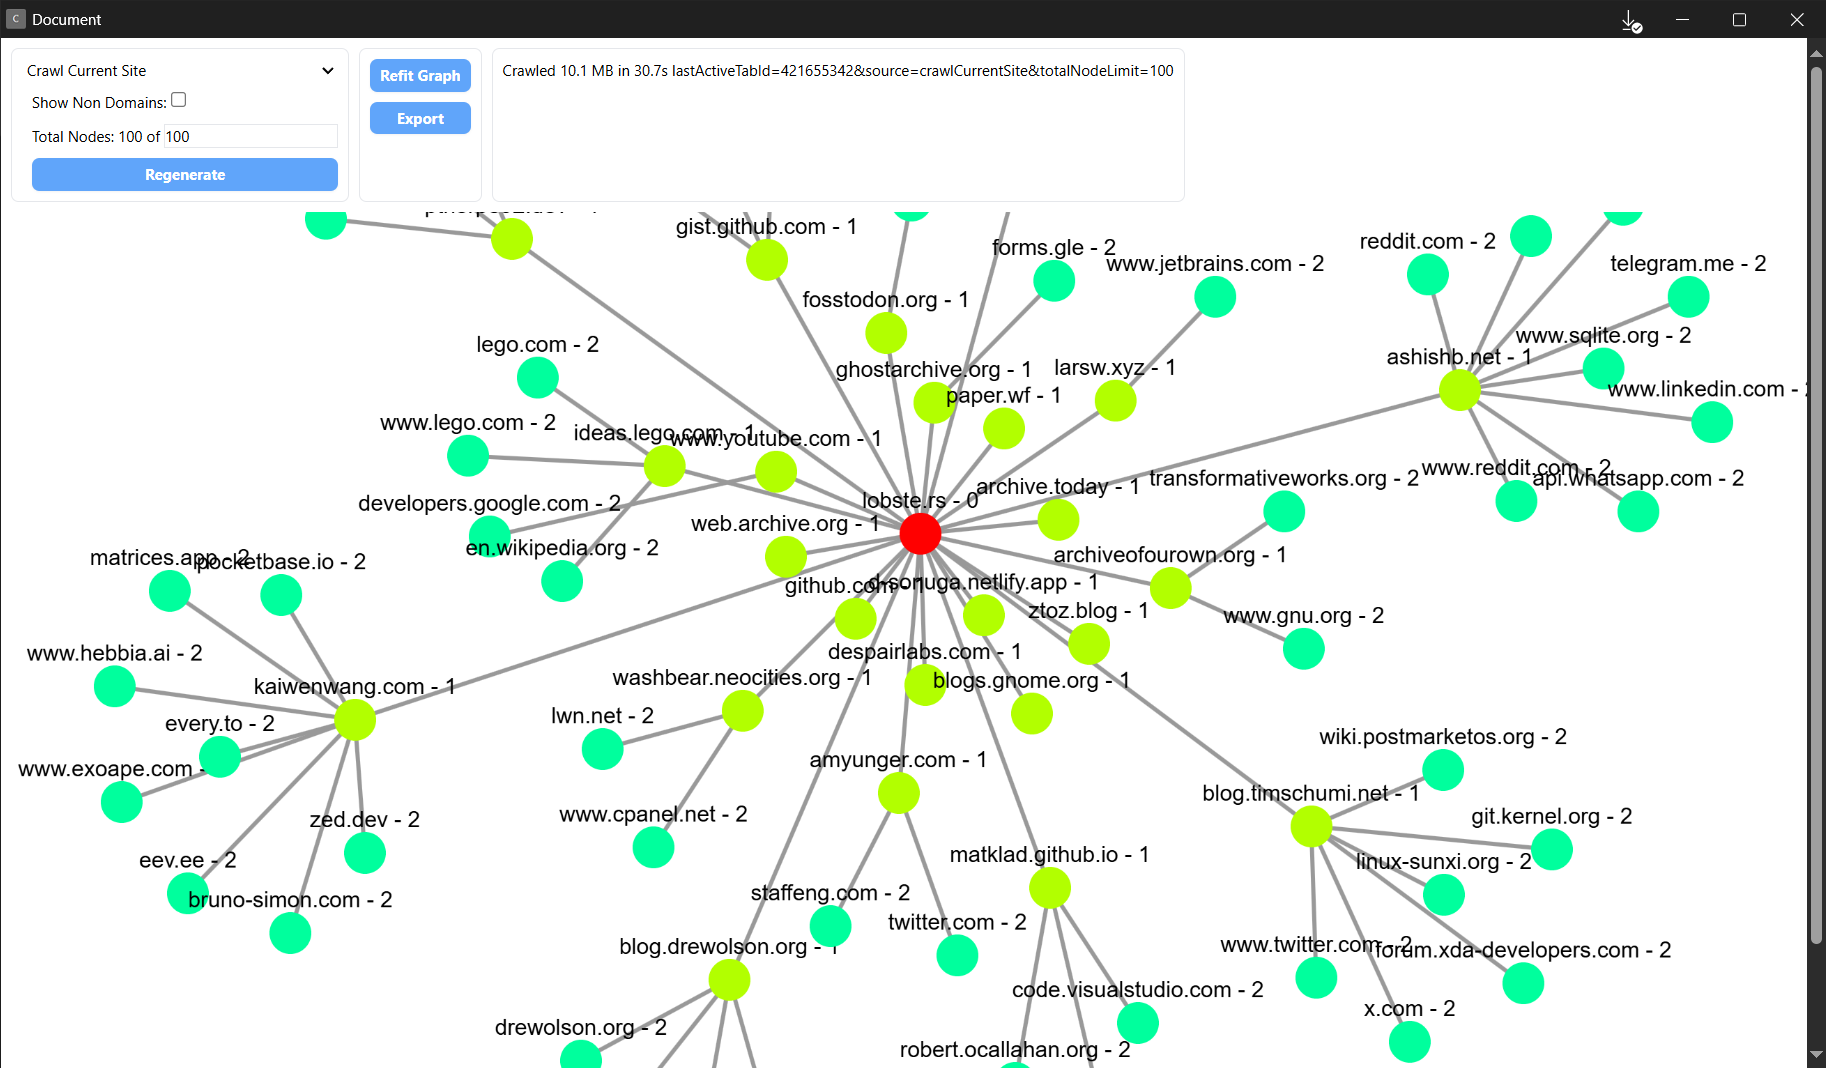 C Document
Crawl Current Site
Show Non Domains:
Total Nodes: 100 of 100
Regenerate
Refit Graph
Export
Crawled 10.1 MB in 30.7s lastActiveTabId=421655342&source=crawlCurrentSite&totalNodeLimit=100
gist.github.com - 1
reddit.com - 2
forms.gle - 2
www.jetbrains.com - 2
telegram.me - 2
fosstodon.org - 1
www.sqlite.org - 2
lego.com - 2
ashishb.net - 1
ghostarchive.org - 1
larsw.xyz - 1
www.linkedin.com -
paper.wf - 1
www.lego.com - 2
ideas.lego.com - 1
www.youtube.com - 1
www.reddit.com - 2
transformativeworks.org - 2
api.whatsapp.com - 2
archive.today - 1
lobste.rs - 0
developers.google.com - 2
web.archive.org - 1
en.wikipedia.org - 2
archiveofourown.org - 1
matrices.app - 2
pocketbase.io - 2
github.com - 1
d-soruga.netlify.app - 1
ztoz.blog - 1
www.gnu.org - 2
www.hebbia.ai - 2
despairlabs.com - 1
washbear.neocities.org - 1
blogs.gnome.org - 1
kaiwenwang.com - 1
lwn.net - 2
every.to - 2
wiki.postmarketos.org - 2
amyunger.com - 1
www.exoape.com -
blog.timschumi.net - 1
www.cpanel.net - 2
git.kernel.org - 2
zed.dev - 2
matklad.github.io - 1
eev.ee - 2
linux-sunxi.org - 2
staffeng.com - 2
bruno-simon.com - 2
twitter.com - 2
blog.drewolson.org - 1
www.twitter.com - 2
forum.xda-developers.com - 2
code.visualstudio.com - 2
x.com - 2
drewolson.org - 2
robert.ocallahan.org - 2